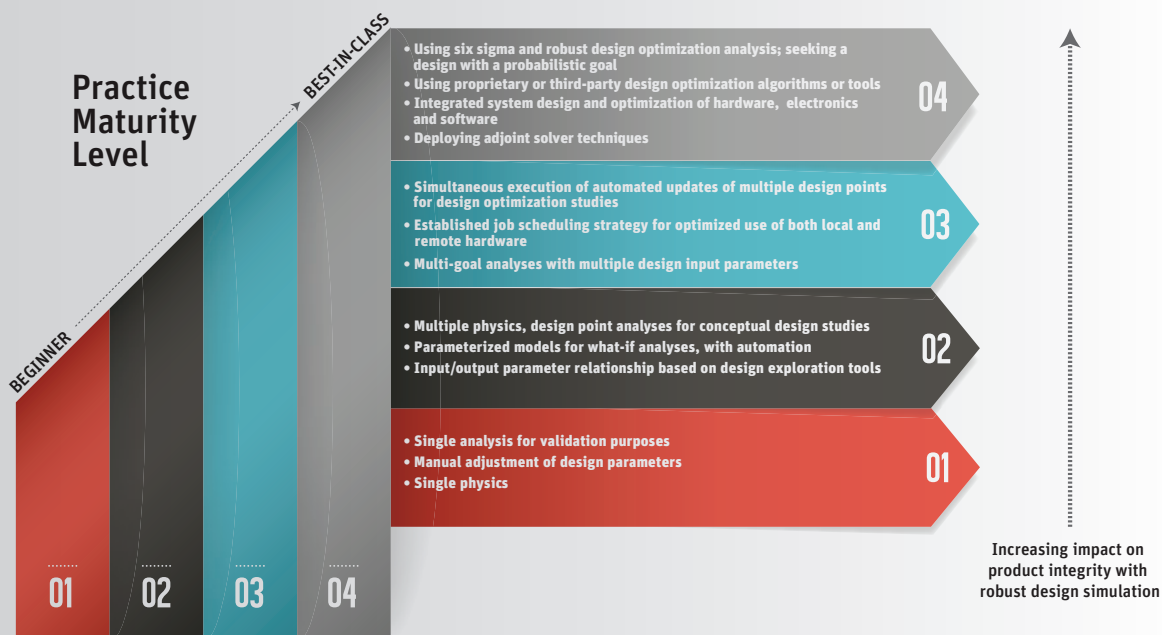 Practice
Maturity
Level
BEGINNER
BEST-IN-CLASS
• Using six sigma and robust design optimization analysis; seeking a
design with a probabilistic goal
• Using proprietary or third-party design optimization algorithms or tools
• Integrated system design and optimization of hardware, electronics
and software
• Deploying adjoint solver techniques
04
• Simultaneous execution of automated updates of multiple design points
for design optimization studies
• Established job scheduling strategy for optimized use of both local and
remote hardware
• Multi-goal analyses with multiple design input parameters
03
• Multiple physics, design point analyses for conceptual design studies
• Parameterized models for what-if analyses, with automation
• Input/output parameter relationship based on design exploration tools
02
• Single analysis for validation purposes
• Manual adjustment of design parameters
• Single physics
01
01
02
03
04
Increasing impact on
product integrity with
robust design simulation